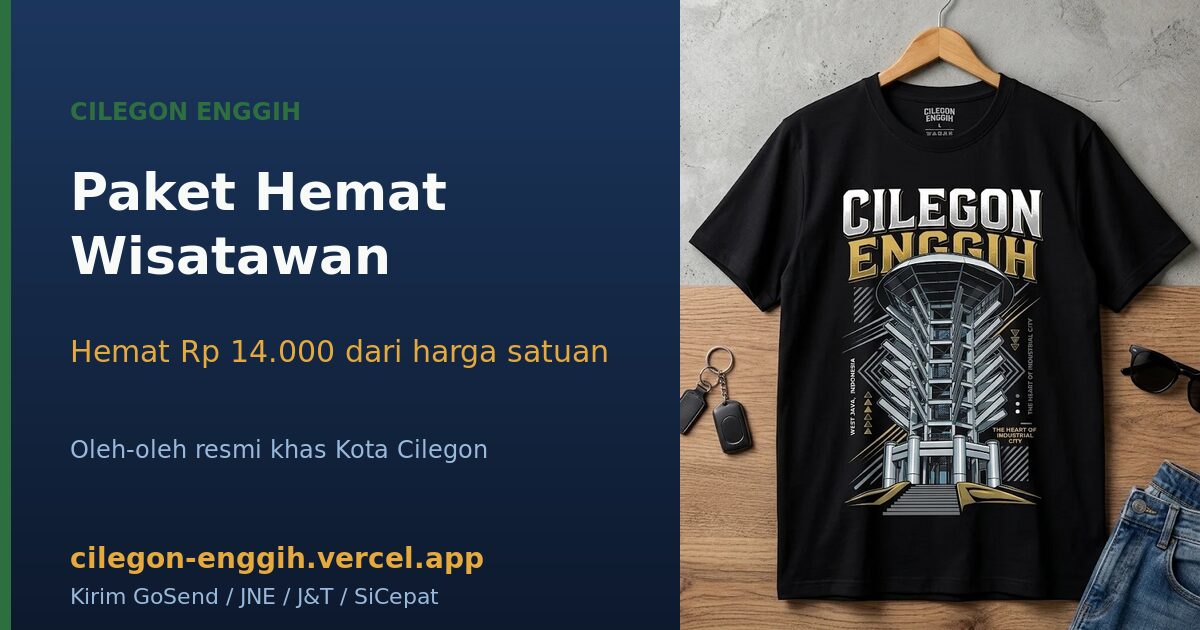 CILEGON ENGGIH
Paket Hemat
Wisatawan
Hemat Rp 14.000 dari harga satuan
Oleh-oleh resmi khas Kota Cilegon
cilegon-enggih.vercel.app
Kirim GoSend / JNE / J&T / SiCepat
CILEGON
ENGGIH
L
CILEGON
ENGGIH
WEST JAVA, INDONESIA
THE HEART OF INDUSTRIAL CITY
THE HEART OF
INDUSTRIAL
CITY